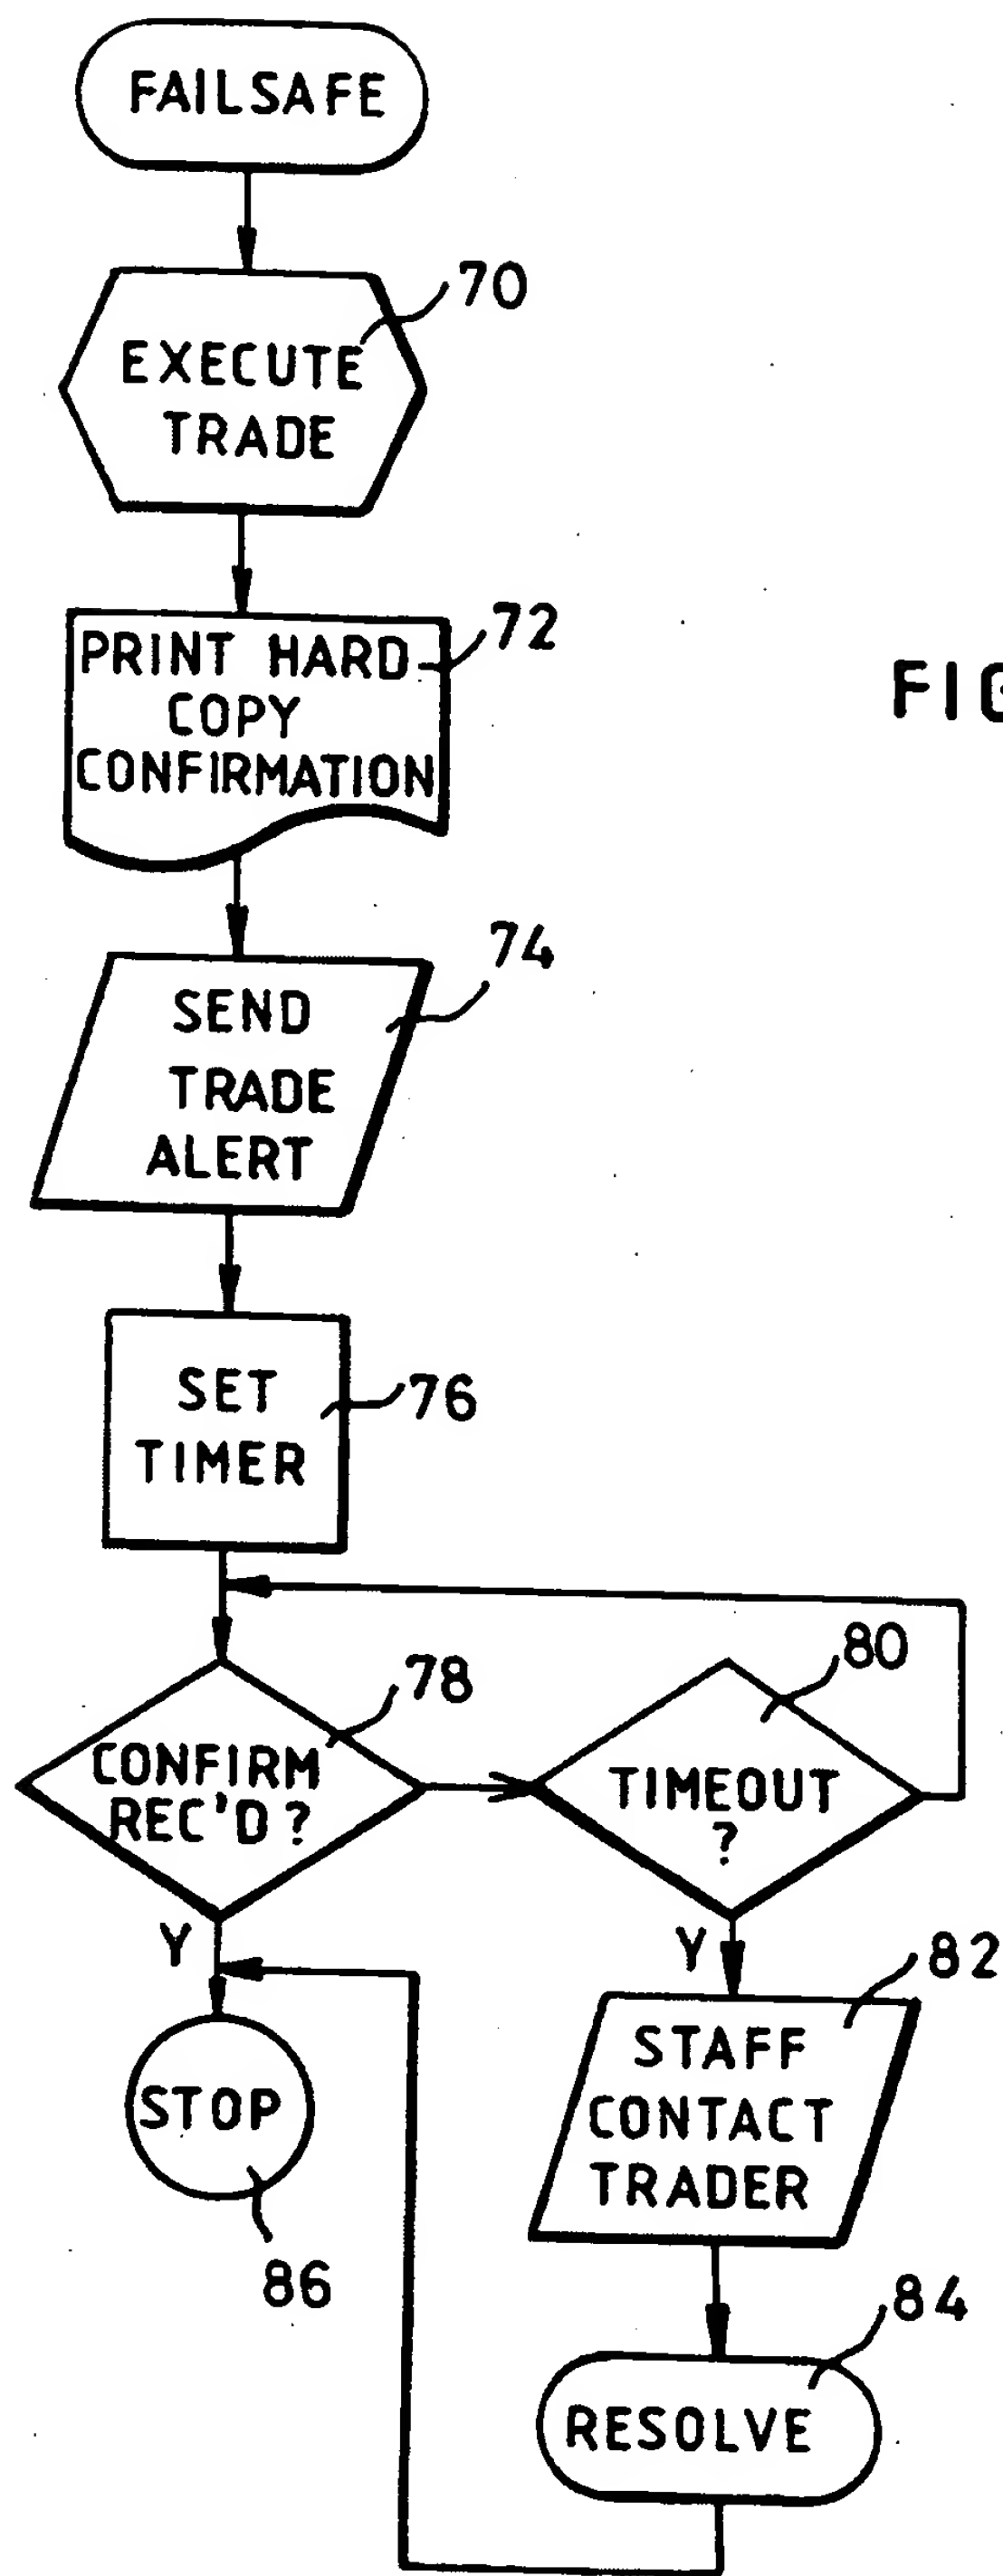 FAILSAFE
70
EXECUTE
TRADE
72
PRINT HARD
COPY
CONFIRMATION
FIG
74
SEND
TRADE
ALERT
76
SET
TIMER
78
80
CONFIRM
REC'D?
TIMEOUT
?
Y
Y
82
STAFF
CONTACT
TRADER
STOP
86
84
RESOLVE